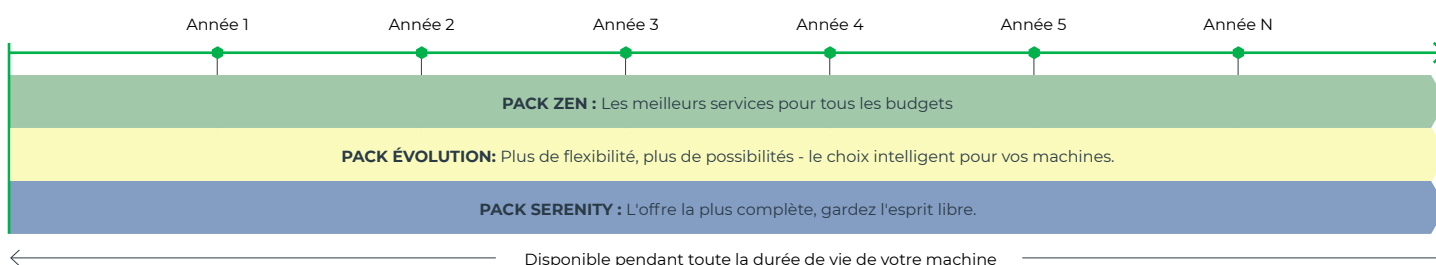 Année 1 Année 2 Année 3 Année 4 Année 5 Année N
PACK ZEN : Les meilleurs services pour tous les budgets
PACK ÉVOLUTION: Plus de flexibilité, plus de possibilités - le choix intelligent pour vos machines.
PACK SERENITY : L'offre la plus complète, gardez l'esprit libre.
Disponible pendant toute la durée de vie de votre machine